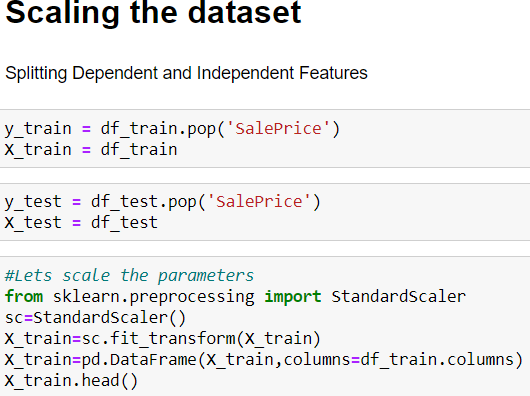 Scaling the dataset
Splitting Dependent and Independent Features
y_train = df_train.pop('SalePrice')
X_train = df_train
y_test = df_test.pop('SalePrice')
X_test = df_test
#Lets scale the parameters
from sklearn.preprocessing import StandardScaler
sc=StandardScaler()
X_train=sc.fit_transform(X_train)
X_train=pd.DataFrame(X_train,columns=df_train.columns)
X_train.head()